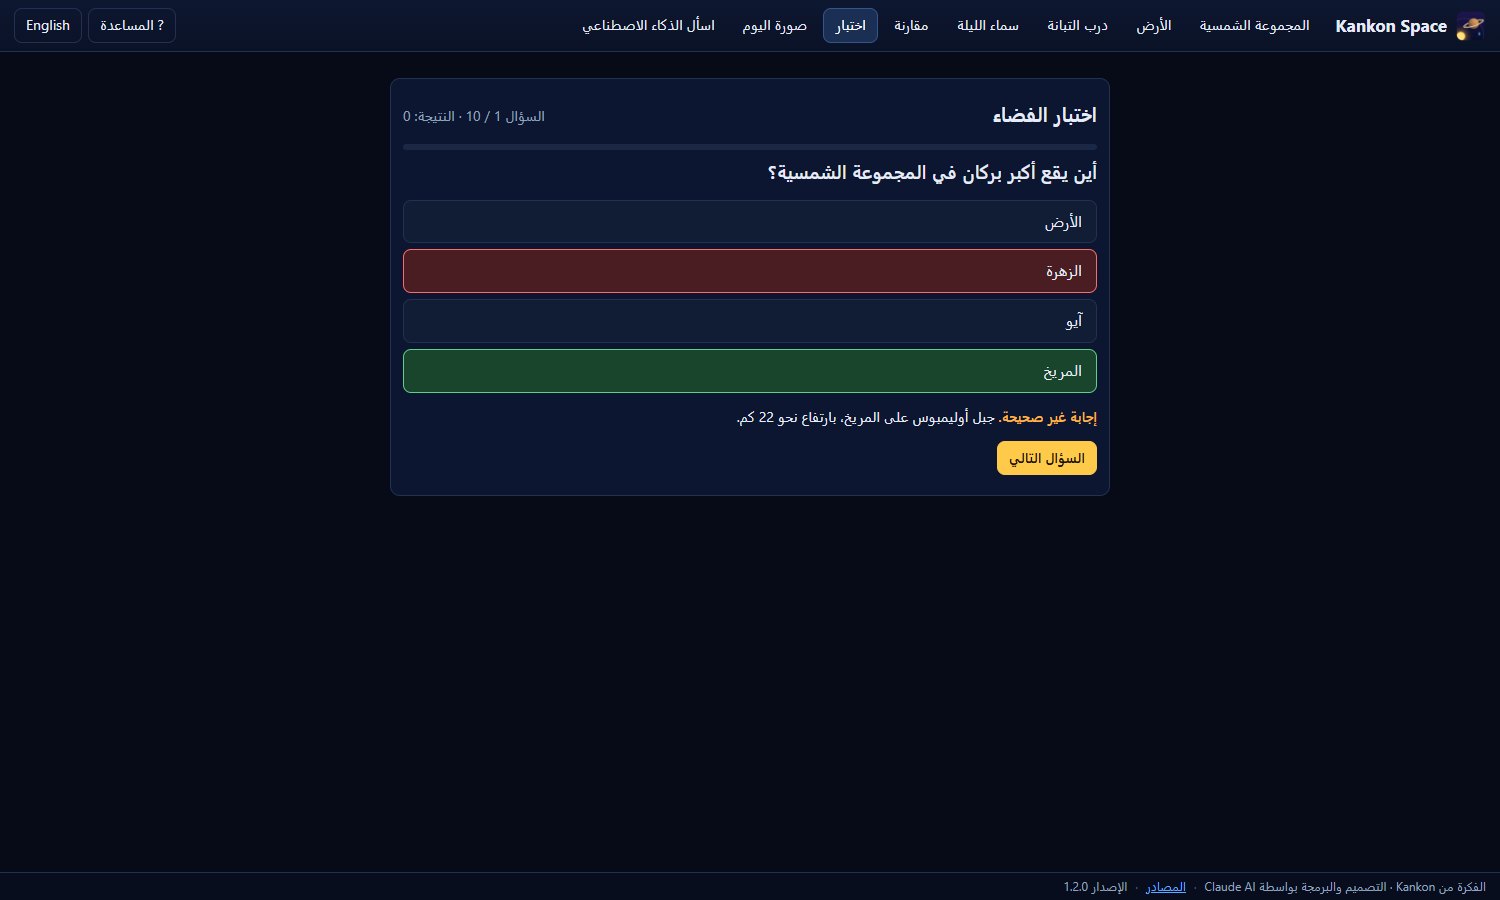 Kankon Space
المجموعة الشمسية
الأرض
درب التبانة
سماء الليلة
مقارنة
اختبار
صورة اليوم
اسأل الذكاء الاصطناعي
? المساعدة
English
اختبار الفضاء
السؤال 1 / 10 · النتيجة: 0
أين يقع أكبر بركان في المجموعة الشمسية؟
الأرض
الزهرة
آيو
المريخ
إجابة غير صحيحة. جبل أوليمبوس على المريخ، بارتفاع نحو 22 كم.
السؤال التالي
الفكرة من Kankon · التصميم والبرمجة بواسطة Claude AI · المصادر · الإصدار 1.2.0